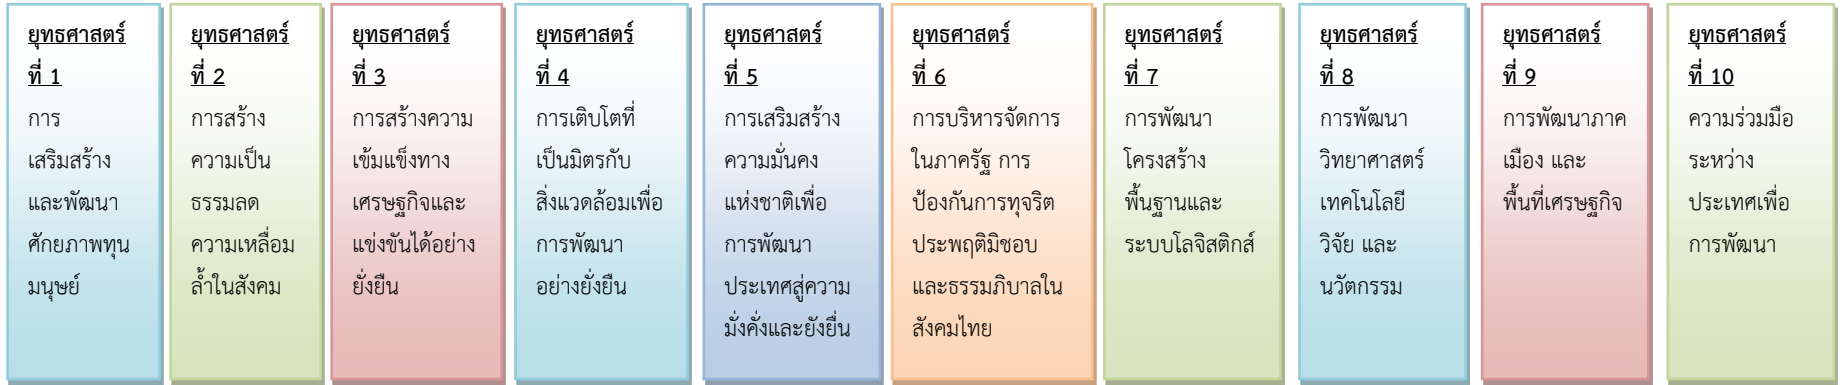 ยุทธศาสตร์
ที่ 1
การ
เสริมสร้าง
และพัฒนา
ศักยภาพทุน
มนุษย์
ยุทธศาสตร์
ที่ 2
การสร้าง
ความเป็น
ธรรมลด
ความเหลื่อม
ล้ำในสังคม
ยุทธศาสตร์
ที่ 3
การสร้างความ
เข้มแข็งทาง
เศรษฐกิจและ
แข่งขันได้อย่าง
ยั่งยืน
ยุทธศาสตร์
ที่ 4
การเติบโตที่
เป็นมิตรกับ
สิ่งแวดล้อมเพื่อ
การพัฒนา
อย่างยั่งยืน
ยุทธศาสตร์
ที่ 5
การเสริมสร้าง
ความมั่นคง
แห่งชาติเพื่อ
การพัฒนา
ประเทศสู่ความ
มั่งคั่งและยังยื่น
ยุทธศาสตร์
ที่ 6
การบริหารจัดการ
ในภาครัฐ การ
ป้องกันการทุจริต
ประพฤติมิชอบ
และธรรมภิบาลใน
สังคมไทย
ยุทธศาสตร์
ที่ 7
การพัฒนา
โครงสร้าง
พื้นฐานและ
ระบบโลจิสติกส์
ยุทธศาสตร์
ที่ 8
การพัฒนา
วิทยาศาสตร์
เทคโนโลยี
วิจัย และ
นวัตกรรม
ยุทธศาสตร์
ที่ 9
การพัฒนาภาค
เมือง และ
พื้นที่เศรษฐกิจ
ยุทธศาสตร์
ที่ 10
ความร่วมมือ
ระหว่าง
ประเทศเพื่อ
การพัฒนา